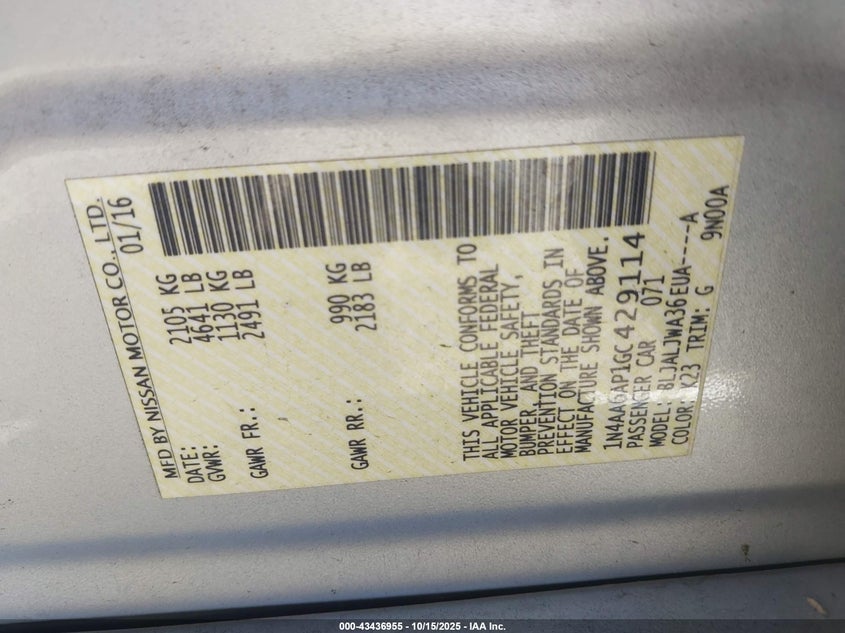 MFD BY NISSAN MOTOR CO., LTD.
DATE: 01/16
GVWR: 2105 KG
4641 LB
GAWR FR.: 1130 KG
2491 LB
GAWR RR.: 990 KG
2183 LB
THIS VEHICLE CONFORMS TO
ALL APPLICABLE FEDERAL
MOTOR VEHICLE SAFETY,
BUMPER, AND THEFT
PREVENTION STANDARDS IN
EFFECT ON THE DATE OF
MANUFACTURE SHOWN ABOVE.
1N4AA6AP1GC429114
PASSENGER CAR 071
MODEL: BLJALJWA36EUA----A
COLOR: K23 TRIM: G 9N00A
000-43436955 - 10/15/2025 - IAA Inc.